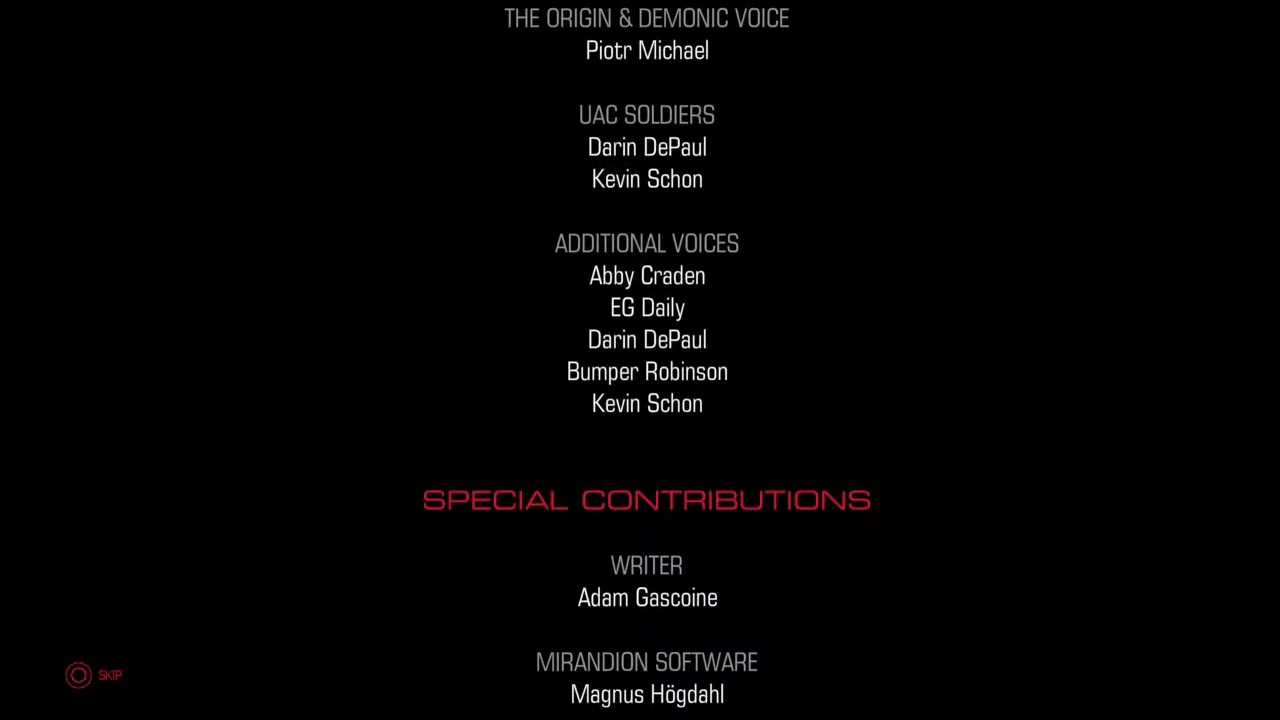 THE ORIGIN & DEMONIC VOICE
Piotr Michael
UAC SOLDIERS
Darin DePaul
Kevin Schon
ADDITIONAL VOICES
Abby Craden
EG Daily
Darin DePaul
Bumper Robinson
Kevin Schon
SPECIAL CONTRIBUTIONS
WRITER
Adam Gascoine
MIRANDION SOFTWARE
Magnus Högdahl
SKIP